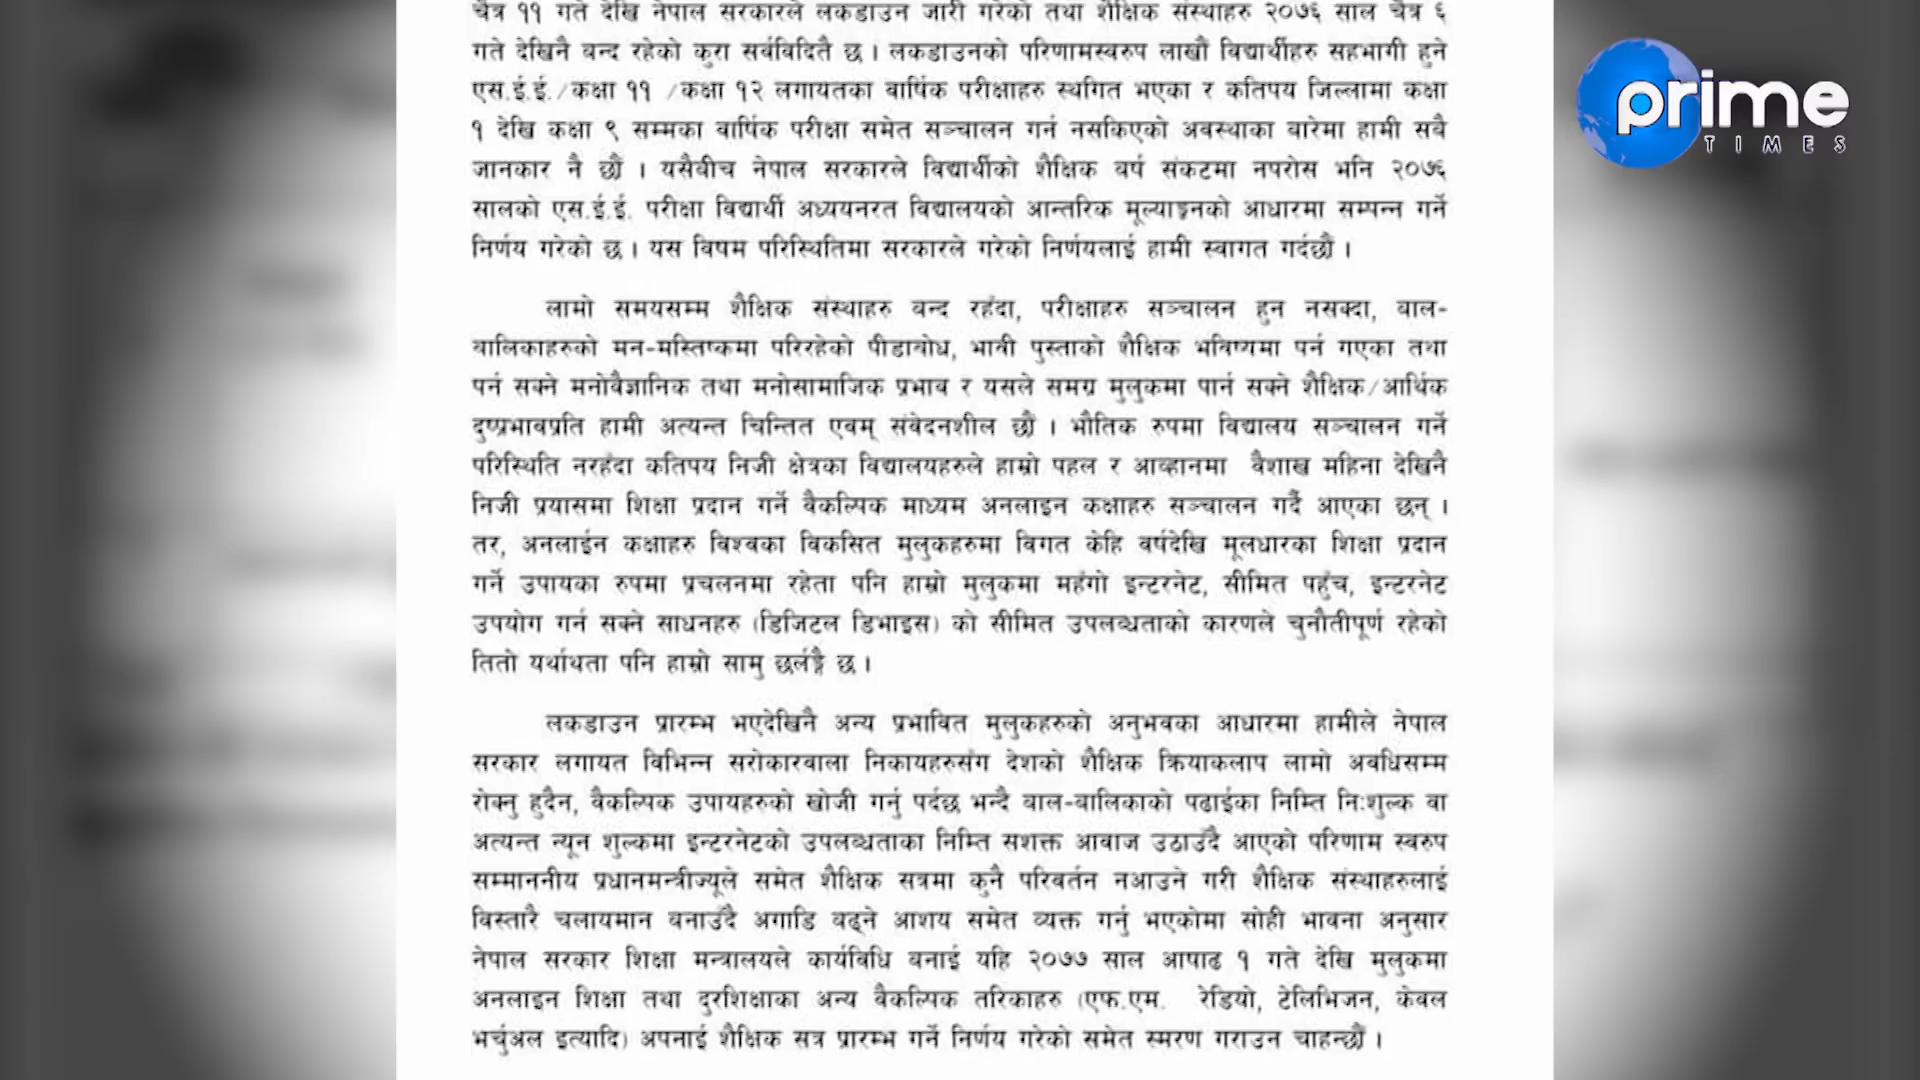 चैत्र ११ गते देखि नेपाल सरकारले लकडाउन जारी गरेको तथा शैक्षिक संस्थाहरु २०७६ साल चैत्र ६
गते देखिनै बन्द रहेको कुरा सर्वविदितै छ । लकडाउनको परिणामस्वरुप लाखौं विद्यार्थीहरु सहभागी हुने
एस.ई.ई./कक्षा ११ /कक्षा १२ लगायतका वार्षिक परीक्षाहरु स्थगित भएका र कतिपय जिल्लामा कक्षा
१ देखि कक्षा ९ सम्मका वार्षिक परीक्षा समेत सञ्चालन गर्न नसकिएको अवस्थाका बारेमा हामी सबै
जानकार नै छौं । यसैबीच नेपाल सरकारले विद्यार्थीको शैक्षिक वर्ष संकटमा नपरोस भनि २०७६
सालको एस.ई.ई. परीक्षा विद्यार्थी अध्ययनरत विद्यालयको आन्तरिक मूल्याङ्कनको आधारमा सम्पन्न गर्ने
निर्णय गरेको छ । यस विषम परिस्थितिमा सरकारले गरेको निर्णयलाई हामी स्वागत गर्दछौं ।
लामो समयसम्म शैक्षिक संस्थाहरु बन्द रहंदा, परीक्षाहरु सञ्चालन हुन नसक्दा, बाल-
बालिकाहरुको मन-मस्तिष्कमा परिरहेको पीडाबोध, भावी पुस्ताको शैक्षिक भविष्यमा पर्न गएका तथा
पर्न सक्ने मनोवैज्ञानिक तथा मनोसामाजिक प्रभाव र यसले समग्र मुलुकमा पार्न सक्ने शैक्षिक/आर्थिक
दुष्प्रभावप्रति हामी अत्यन्त चिन्तित एवम् संवेदनशील छौं । भौतिक रुपमा विद्यालय सञ्चालन गर्ने
परिस्थिति नरहंदा कतिपय निजी क्षेत्रका विद्यालयहरुले हाम्रो पहल र आव्हानमा वैशाख महिना देखिनै
निजी प्रयासमा शिक्षा प्रदान गर्ने वैकल्पिक माध्यम अनलाइन कक्षाहरु सञ्चालन गर्दै आएका छन् ।
तर, अनलाईन कक्षाहरु विश्वका विकसित मुलुकहरुमा विगत केहि वर्षदेखि मूलधारका शिक्षा प्रदान
गर्ने उपायका रुपमा प्रचलनमा रहेता पनि हाम्रो मुलुकमा महंगो इन्टरनेट, सीमित पहुंच, इन्टरनेट
उपयोग गर्न सक्ने साधनहरु (डिजिटल डिभाइस) को सीमित उपलब्धताको कारणले चुनौतीपूर्ण रहेको
तितो यर्थाथता पनि हाम्रो सामु छर्लङ्गै छ ।
लकडाउन प्रारम्भ भएदेखिनै अन्य प्रभावित मुलुकहरुको अनुभवका आधारमा हामीले नेपाल
सरकार लगायत विभिन्न सरोकारवाला निकायहरुसंग देशको शैक्षिक क्रियाकलाप लामो अवधिसम्म
रोक्नु हुदैन, वैकल्पिक उपायहरुको खोजी गर्नु पर्दछ भन्दै बाल-बालिकाको पढाईका निम्ति नि:शुल्क वा
अत्यन्त न्यून शुल्कमा इन्टरनेटको उपलब्धताका निम्ति सशक्त आवाज उठाउँदै आएको परिणाम स्वरुप
सम्माननीय प्रधानमन्त्रीज्यूले समेत शैक्षिक सत्रमा कुनै परिवर्तन नआउने गरी शैक्षिक संस्थाहरुलाई
विस्तारै चलायमान बनाउँदै अगाडि बढ्ने आशय समेत व्यक्त गर्नु भएकोमा सोही भावना अनुसार
नेपाल सरकार शिक्षा मन्त्रालयले कार्यविधि बनाई यहि २०७७ साल आषाढ १ गते देखि मुलुकमा
अनलाइन शिक्षा तथा दुरशिक्षाका अन्य वैकल्पिक तरिकाहरु (एफ.एम. रेडियो, टेलिभिजन, केबल
भर्चुअल इत्यादि) अपनाई शैक्षिक सत्र प्रारम्भ गर्ने निर्णय गरेको समेत स्मरण गराउन चाहन्छौं ।
prime
TIMES